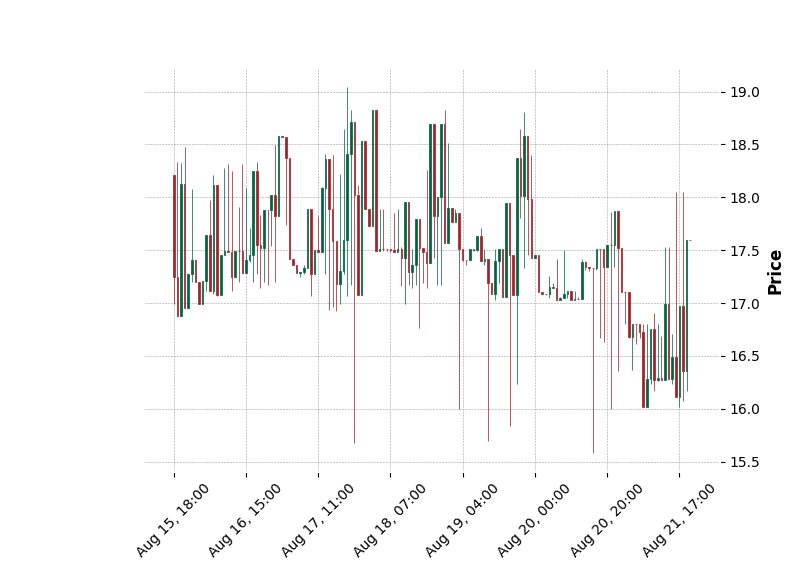 19.0
18.5
18.0
17.5
17.0
16.5
16.0
15.5
Price
Aug 15, 18:00
Aug 16, 15:00
Aug 17, 11:00
Aug 18, 07:00
Aug 19, 04:00
Aug 20, 00:00
Aug 20, 20:00
Aug 21, 17:00